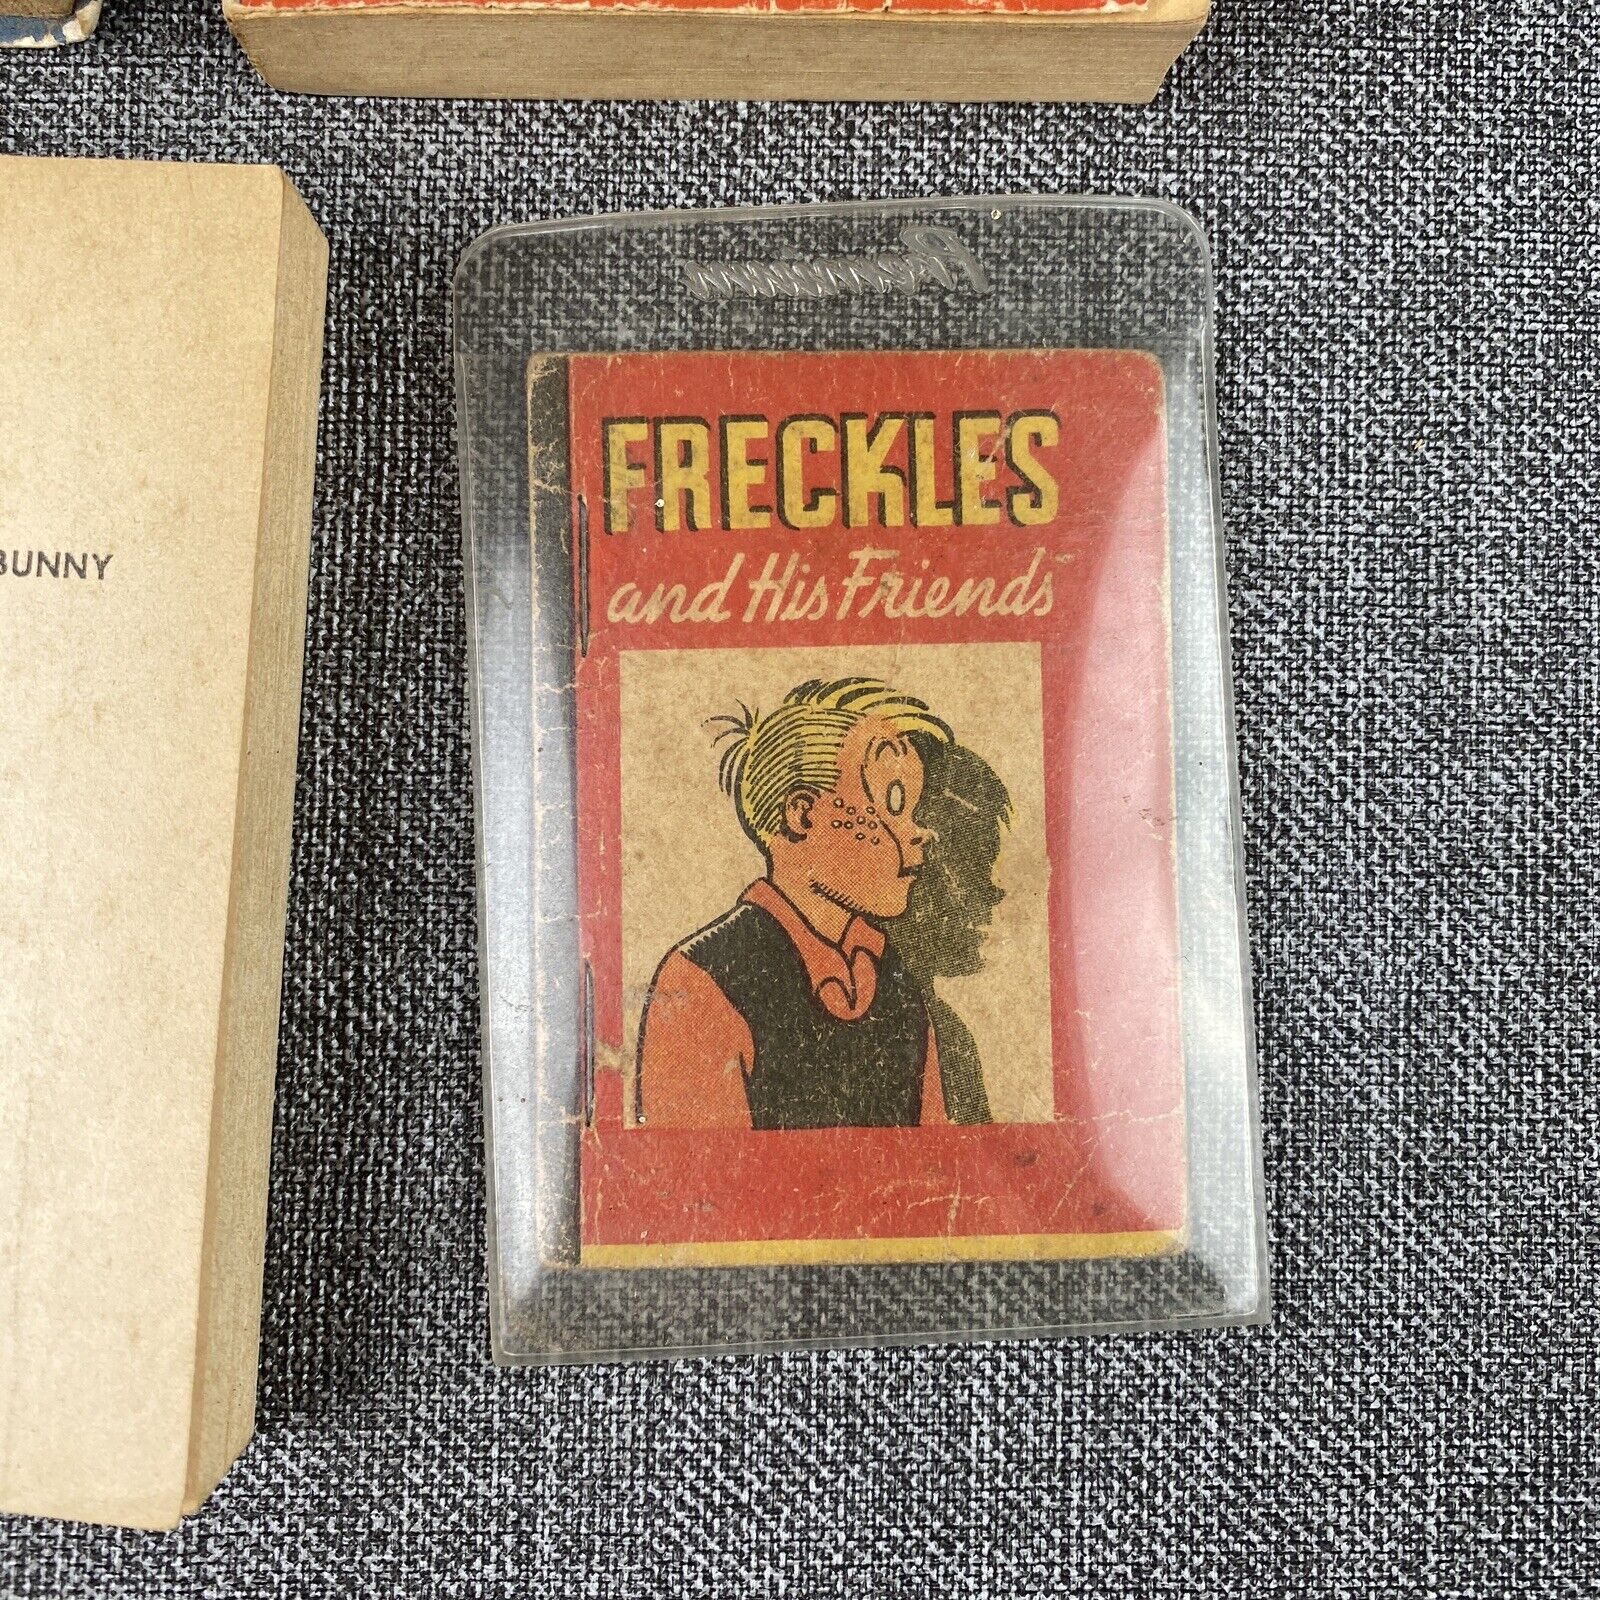 BUNNY
FRECKLES
and His Friends